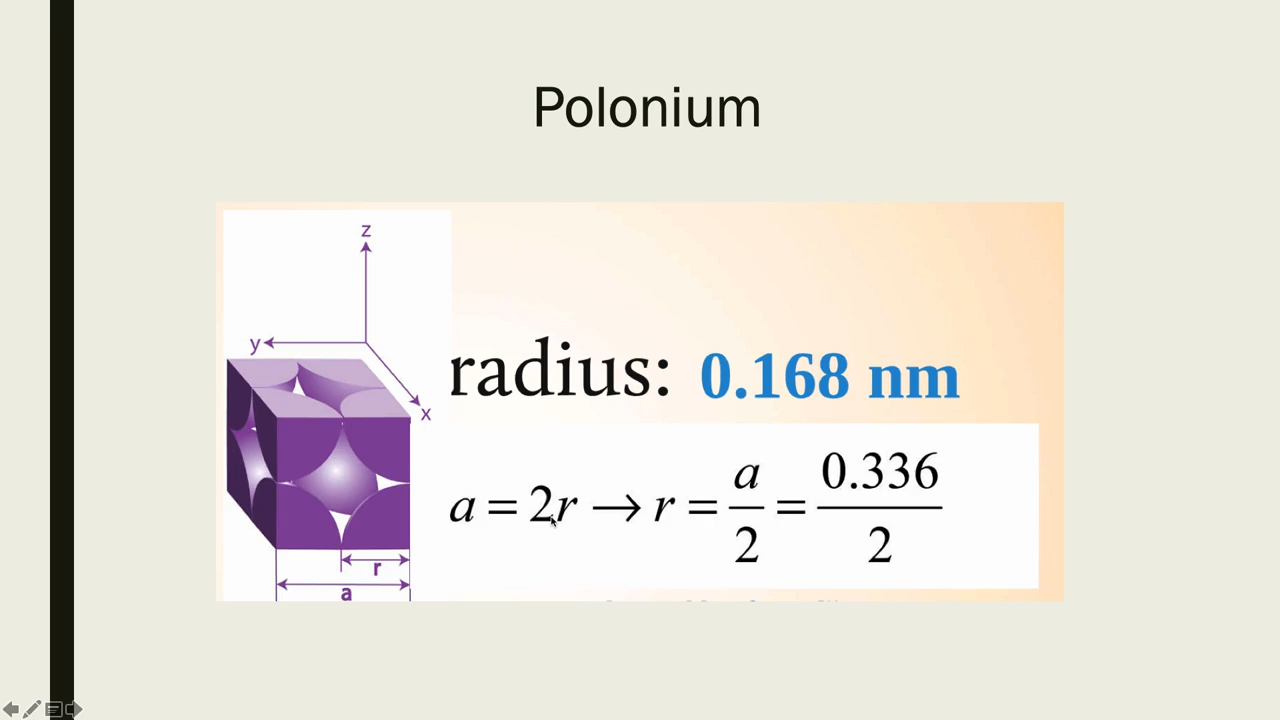 Polonium
z
y
x
radius: 0.168 nm
a = 2r → r = a/2 = 0.336/2
r
a